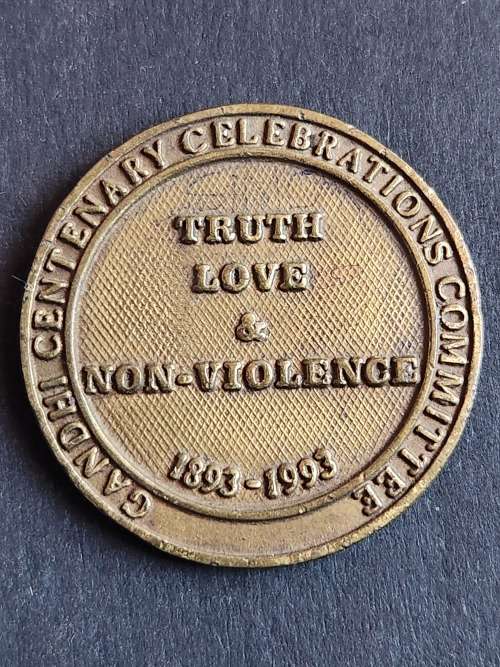 GANDHI CENTENARY CELEBRATIONS COMMITTEE
TRUTH
LOVE
&
NON-VIOLENCE
1893-1993